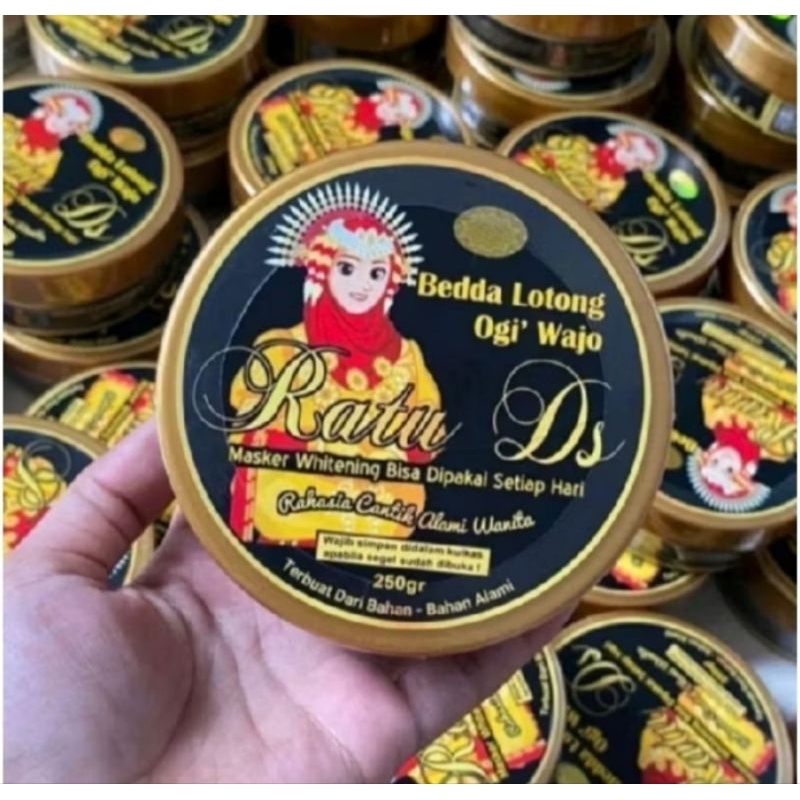 Bedda Lotong
Ogi' Wajo
Ratu Ds
Masker Whitening Bisa Dipakai Setiap Hari
Rahasia Cantik Alami Wanita
Wajib simpan didalam kulkas
apabila segel sudah dibuka !
250gr
Terbuat Dari Bahan - Bahan Alami